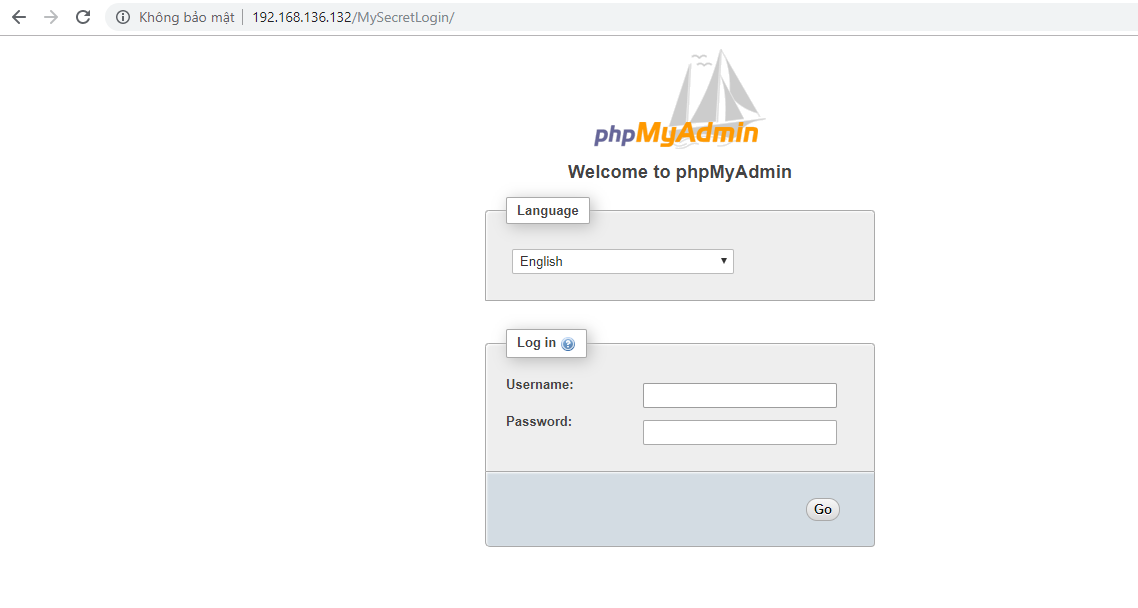 Không bảo mật | 192.168.136.132/MySecretLogin/
phpMyAdmin
Welcome to phpMyAdmin
Language
English
Log in
Username:
Password:
Go